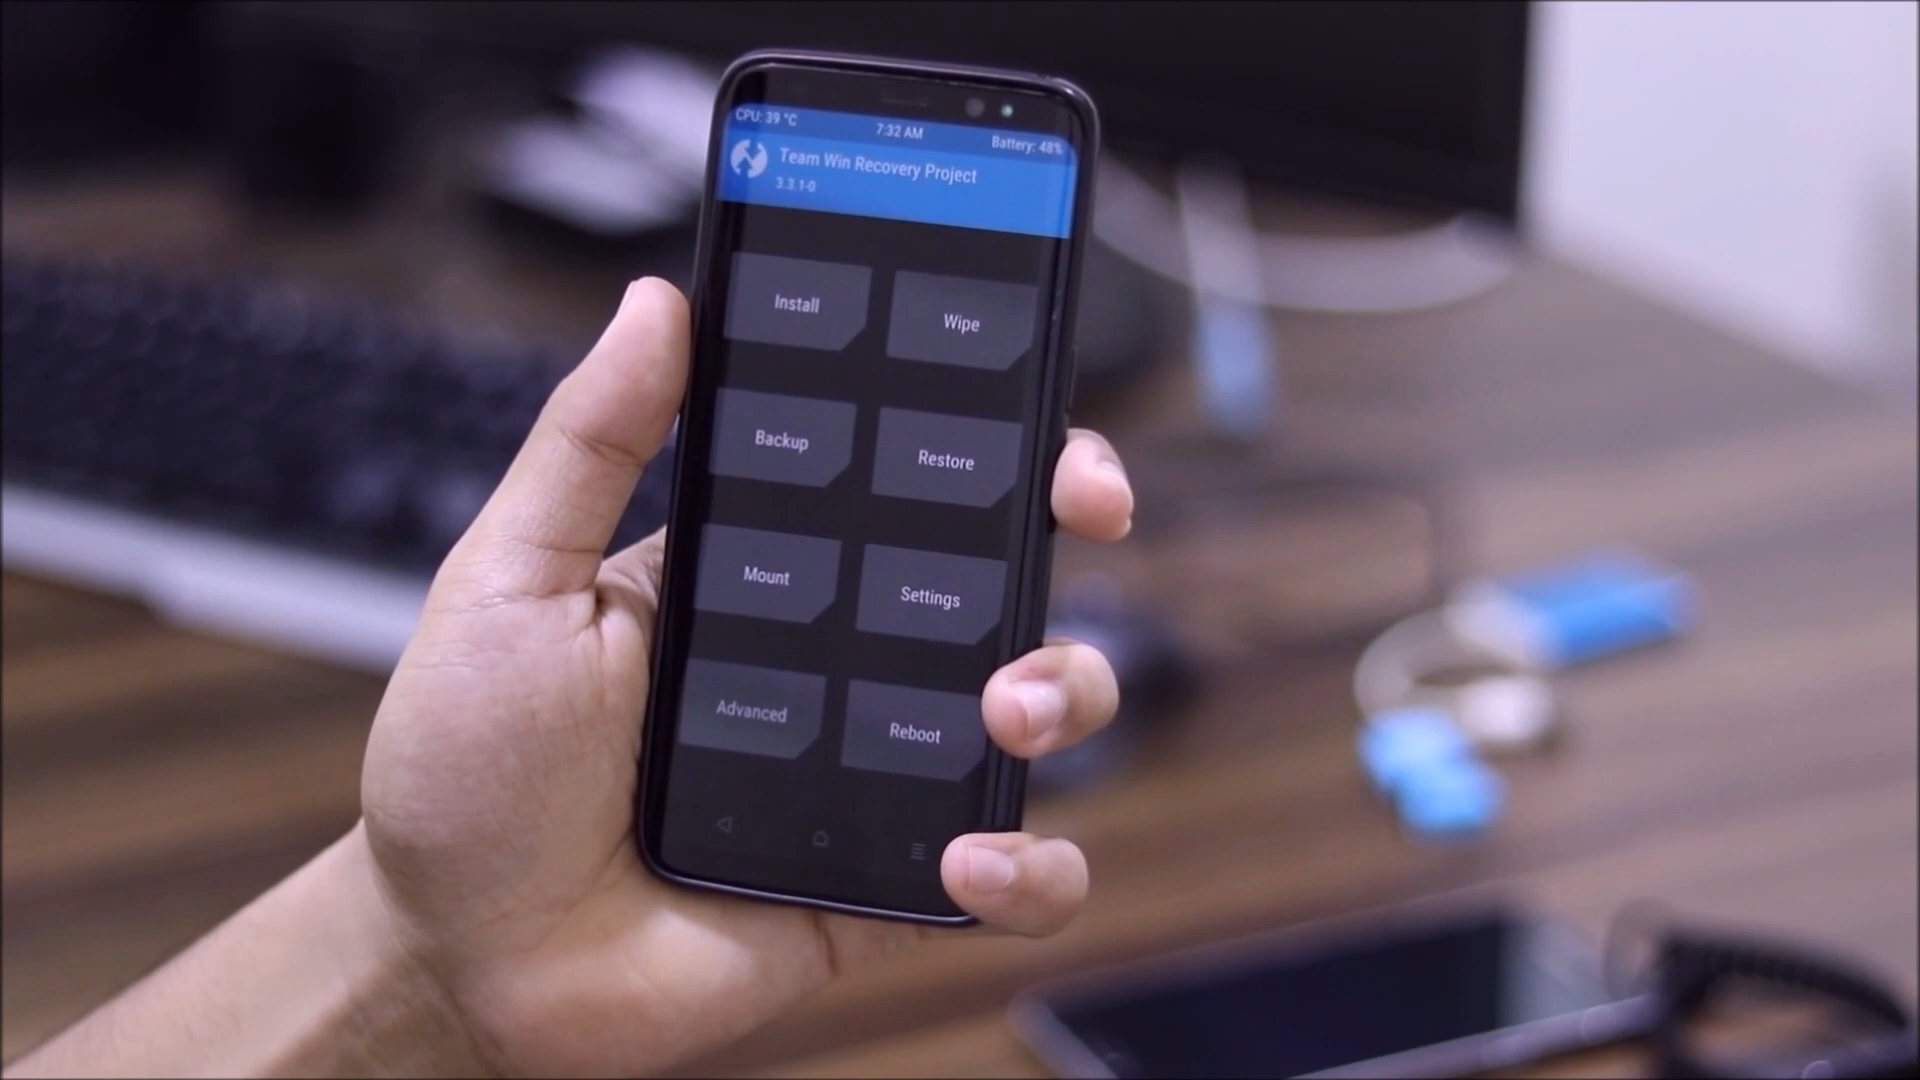 CPU: 39 °C
7:32 AM
Battery: 48%
Team Win Recovery Project
3.3.1-0
Install
Wipe
Backup
Restore
Mount
Settings
Advanced
Reboot